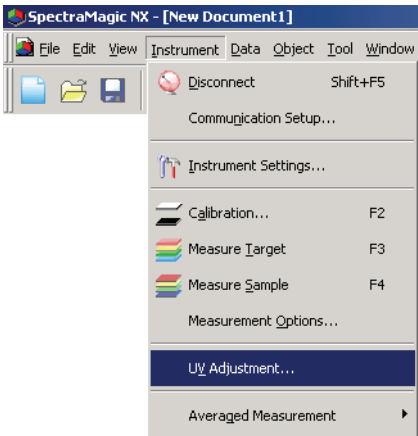 SpectraMagic NX - [New Document1]
File Edit View Instrument Data Object Tool Window
Disconnect Shift+F5
Communication Setup...
Instrument Settings...
Calibration... F2
Measure Target F3
Measure Sample F4
Measurement Options...
UV Adjustment...
Averaged Measurement